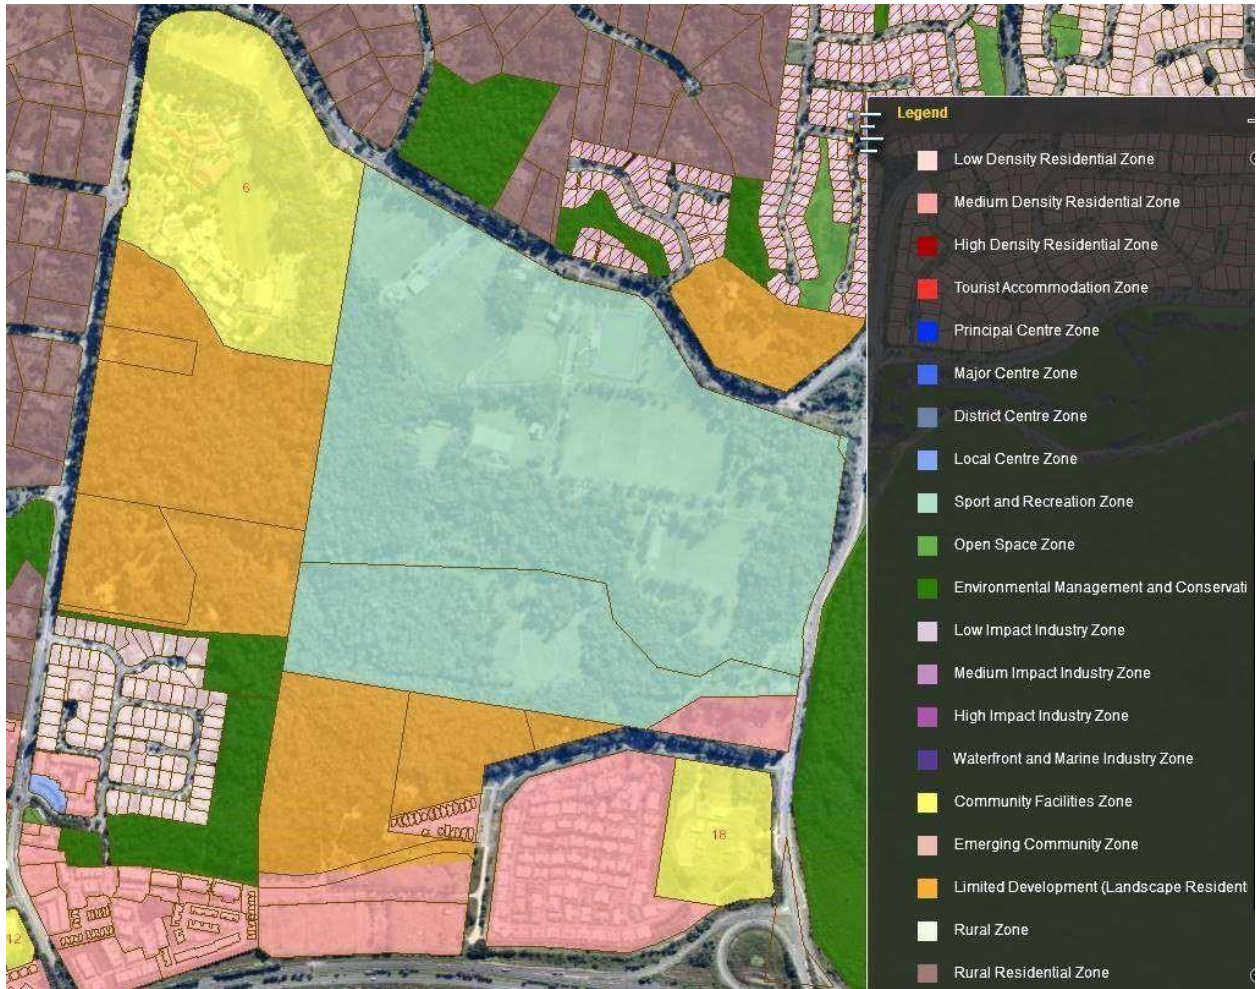 6
18
12
Legend
Low Density Residential Zone
Medium Density Residential Zone
High Density Residential Zone
Tourist Accommodation Zone
Principal Centre Zone
Major Centre Zone
District Centre Zone
Local Centre Zone
Sport and Recreation Zone
Open Space Zone
Environmental Management and Conservati
Low Impact Industry Zone
Medium Impact Industry Zone
High Impact Industry Zone
Waterfront and Marine Industry Zone
Community Facilities Zone
Emerging Community Zone
Limited Development (Landscape Resident
Rural Zone
Rural Residential Zone